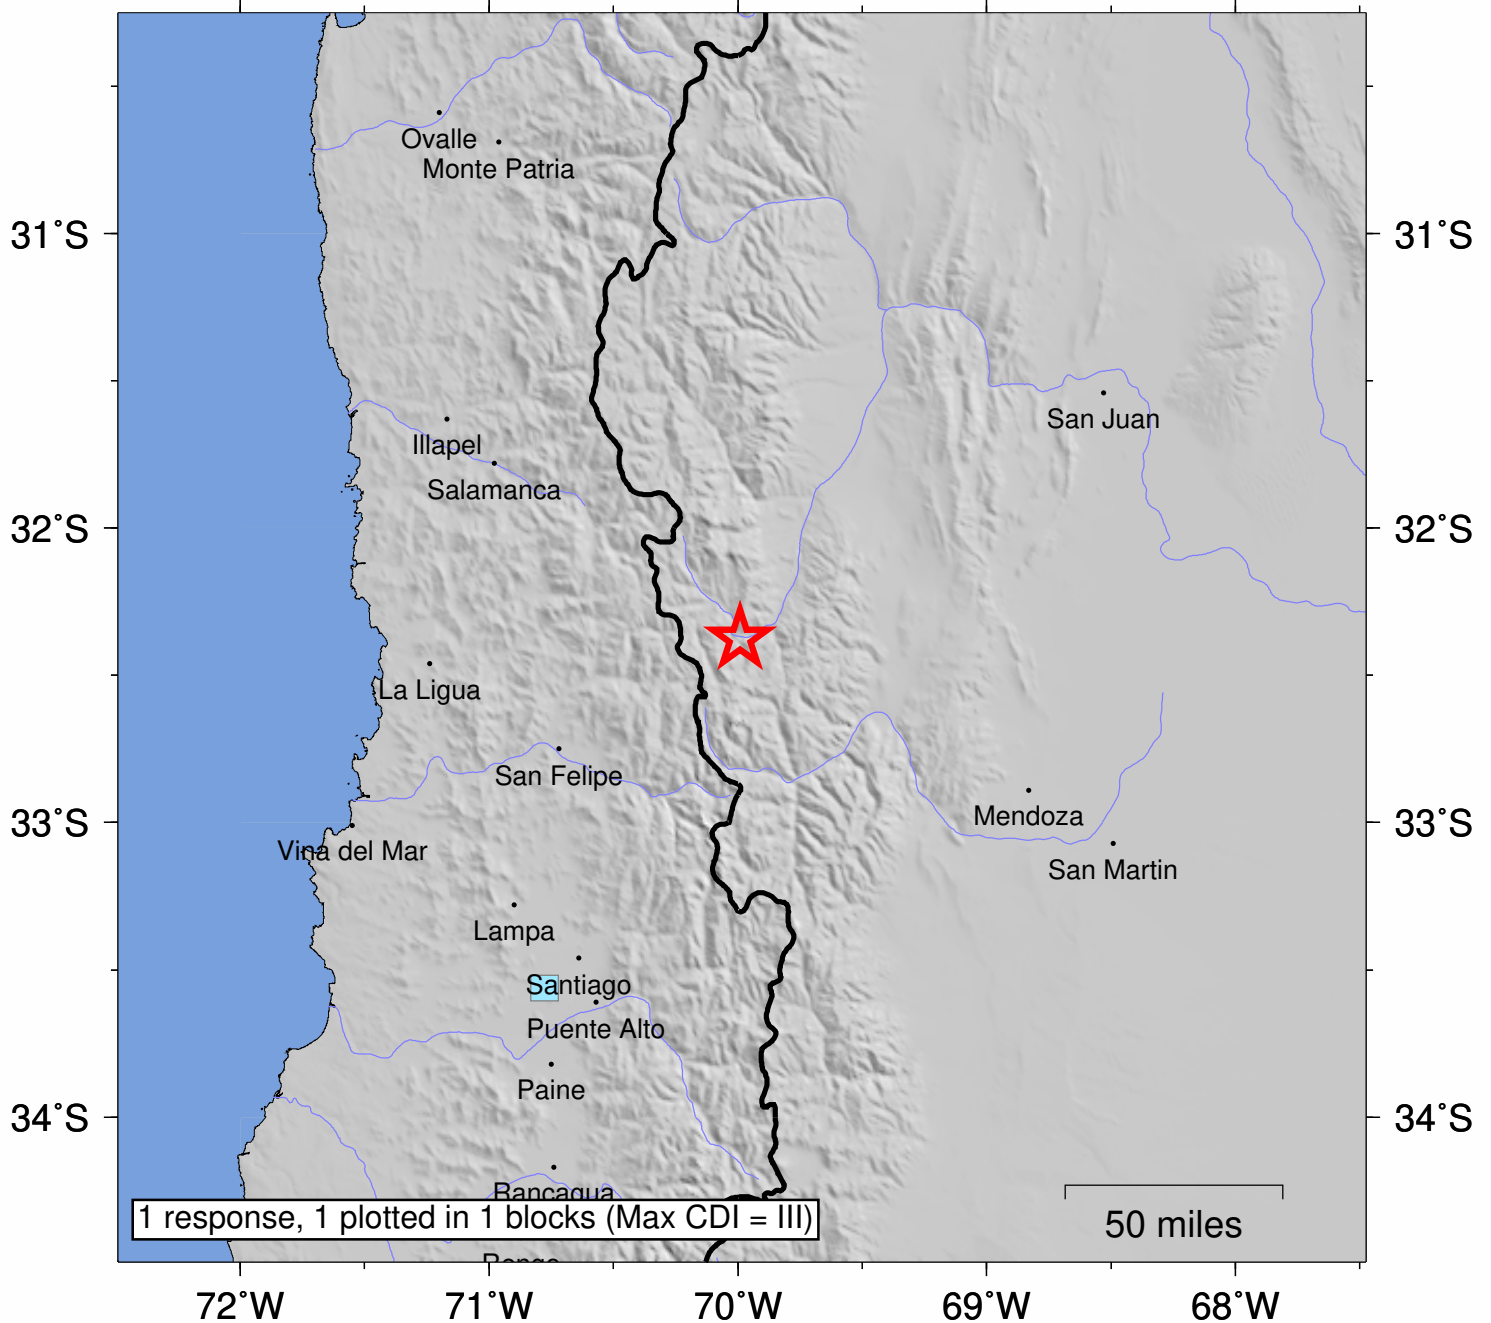 Ovalle
Monte Patria
31°S
31°S
San Juan
Illapel
Salamanca
32°S
32°S
La Ligua
San Felipe
Mendoza
33°S
33°S
Vina del Mar
San Martin
Lampa
Santiago
Puente Alto
Paine
34°S
34°S
Rancagua
1 response, 1 plotted in 1 blocks (Max CDI = III)
50 miles
Rengo
72°W
71°W
70°W
69°W
68°W